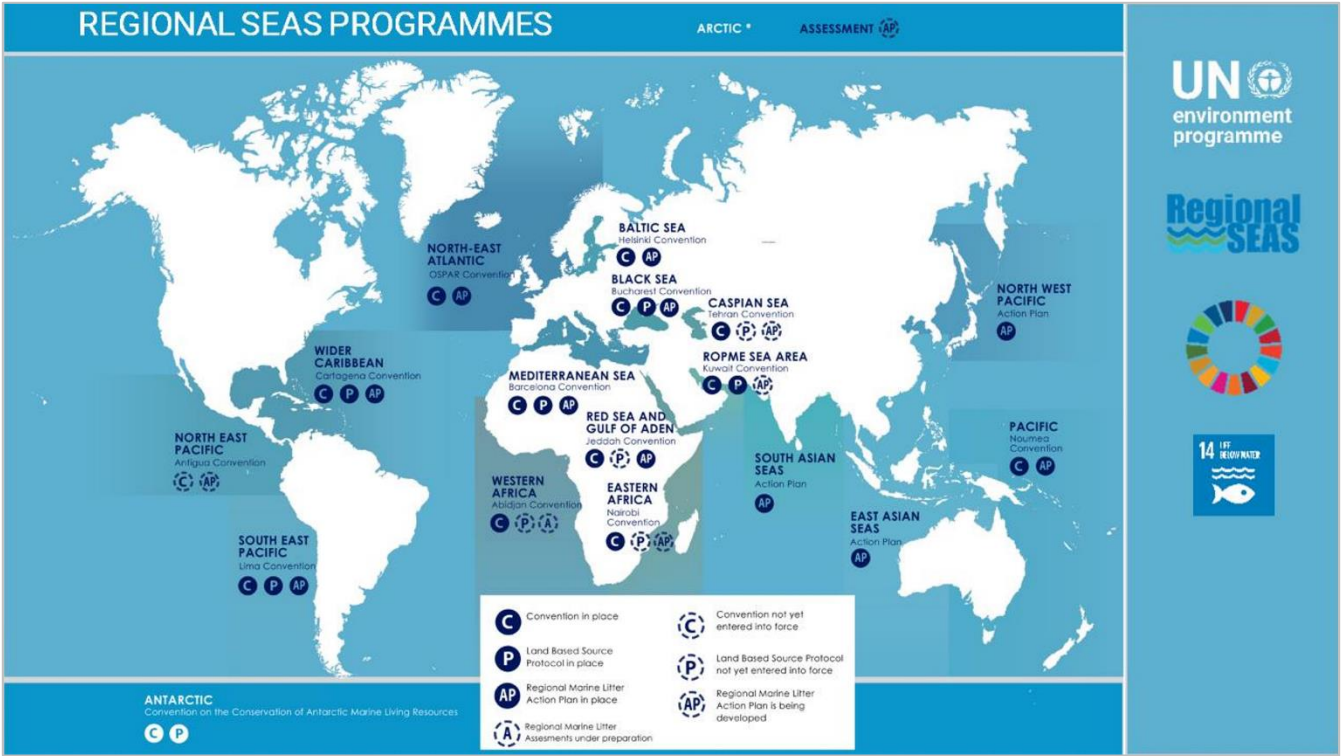 REGIONAL SEAS PROGRAMMES
ARCTIC *
ASSESSMENT AP
UN
environment
programme
Regional
SEAS
14 LIFE
BELOW WATER
NORTH-EAST
ATLANTIC
OSPAR Convention
C AP
BALTIC SEA
Helsinki Convention
C AP
BLACK SEA
Bucharest Convention
C P AP
CASPIAN SEA
Tehran Convention
C P AP
NORTH WEST
PACIFIC
Action Plan
AP
WIDER
CARIBBEAN
Cartagena Convention
C P AP
MEDITERRANEAN SEA
Barcelona Convention
C P AP
ROPME SEA AREA
Kuwait Convention
C P AP
RED SEA AND
GULF OF ADEN
Jeddah Convention
C P AP
NORTH EAST
PACIFIC
Antigua Convention
C AP
PACIFIC
Noumea
Convention
C AP
SOUTH ASIAN
SEAS
Action Plan
AP
WESTERN
AFRICA
Abidjan Convention
C P A
EASTERN
AFRICA
Nairobi
Convention
C P AP
EAST ASIAN
SEAS
Action Plan
AP
SOUTH EAST
PACIFIC
Lima Convention
C P AP
C Convention in place
P Land Based Source
Protocol in place
AP Regional Marine Litter
Action Plan in place
A Regional Marine Litter
Assesments under preparation
C Convention not yet
entered into force
P Land Based Source Protocol
not yet entered into force
AP Regional Marine Litter
Action Plan is being
developed
ANTARCTIC
Convention on the Conservation of Antarctic Marine Living Resources
C P